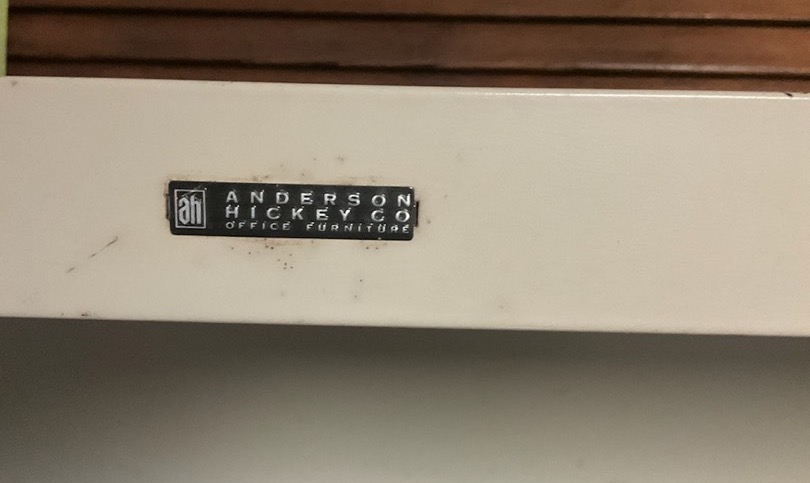 ah
ANDERSON
HICKEY CO
OFFICE FURNITURE